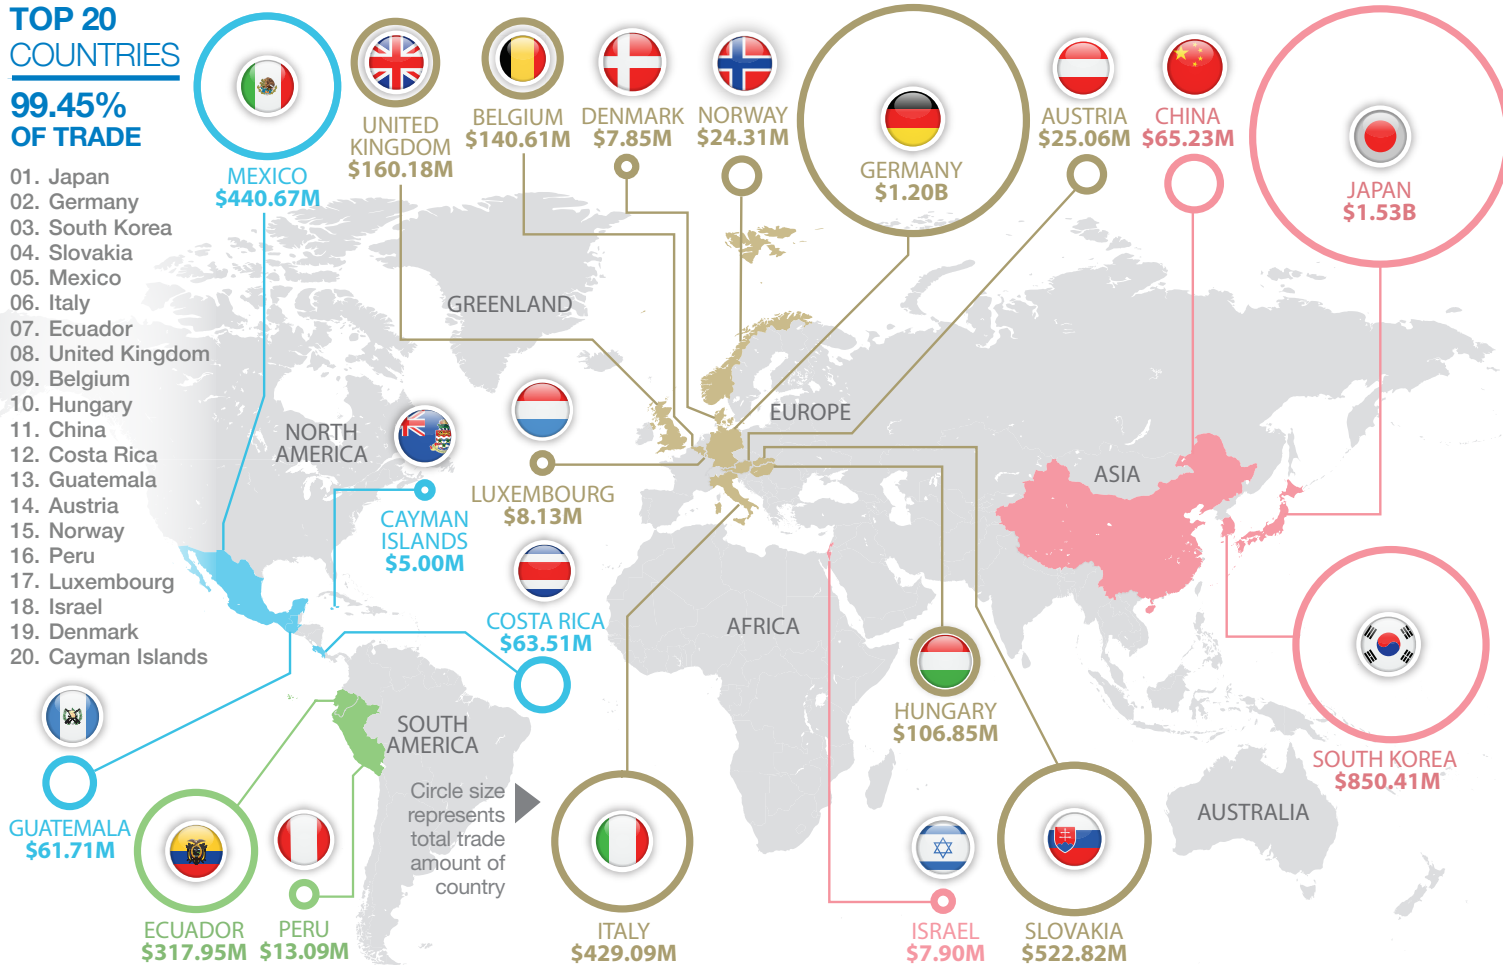 TOP 20
COUNTRIES
99.45%
OF TRADE
01. Japan
02. Germany
03. South Korea
04. Slovakia
05. Mexico
06. Italy
07. Ecuador
08. United Kingdom
09. Belgium
10. Hungary
11. China
12. Costa Rica
13. Guatemala
14. Austria
15. Norway
16. Peru
17. Luxembourg
18. Israel
19. Denmark
20. Cayman Islands
MEXICO
$440.67M
UNITED
KINGDOM
$160.18M
BELGIUM
$140.61M
DENMARK
$7.85M
NORWAY
$24.31M
GERMANY
$1.20B
AUSTRIA
$25.06M
CHINA
$65.23M
JAPAN
$1.53B
GREENLAND
NORTH
AMERICA
EUROPE
ASIA
CAYMAN
ISLANDS
$5.00M
LUXEMBOURG
$8.13M
COSTA RICA
$63.51M
AFRICA
SOUTH
AMERICA
HUNGARY
$106.85M
SOUTH KOREA
$850.41M
AUSTRALIA
GUATEMALA
$61.71M
Circle size
represents
total trade
amount of
country
ECUADOR
$317.95M
PERU
$13.09M
ITALY
$429.09M
ISRAEL
$7.90M
SLOVAKIA
$522.82M